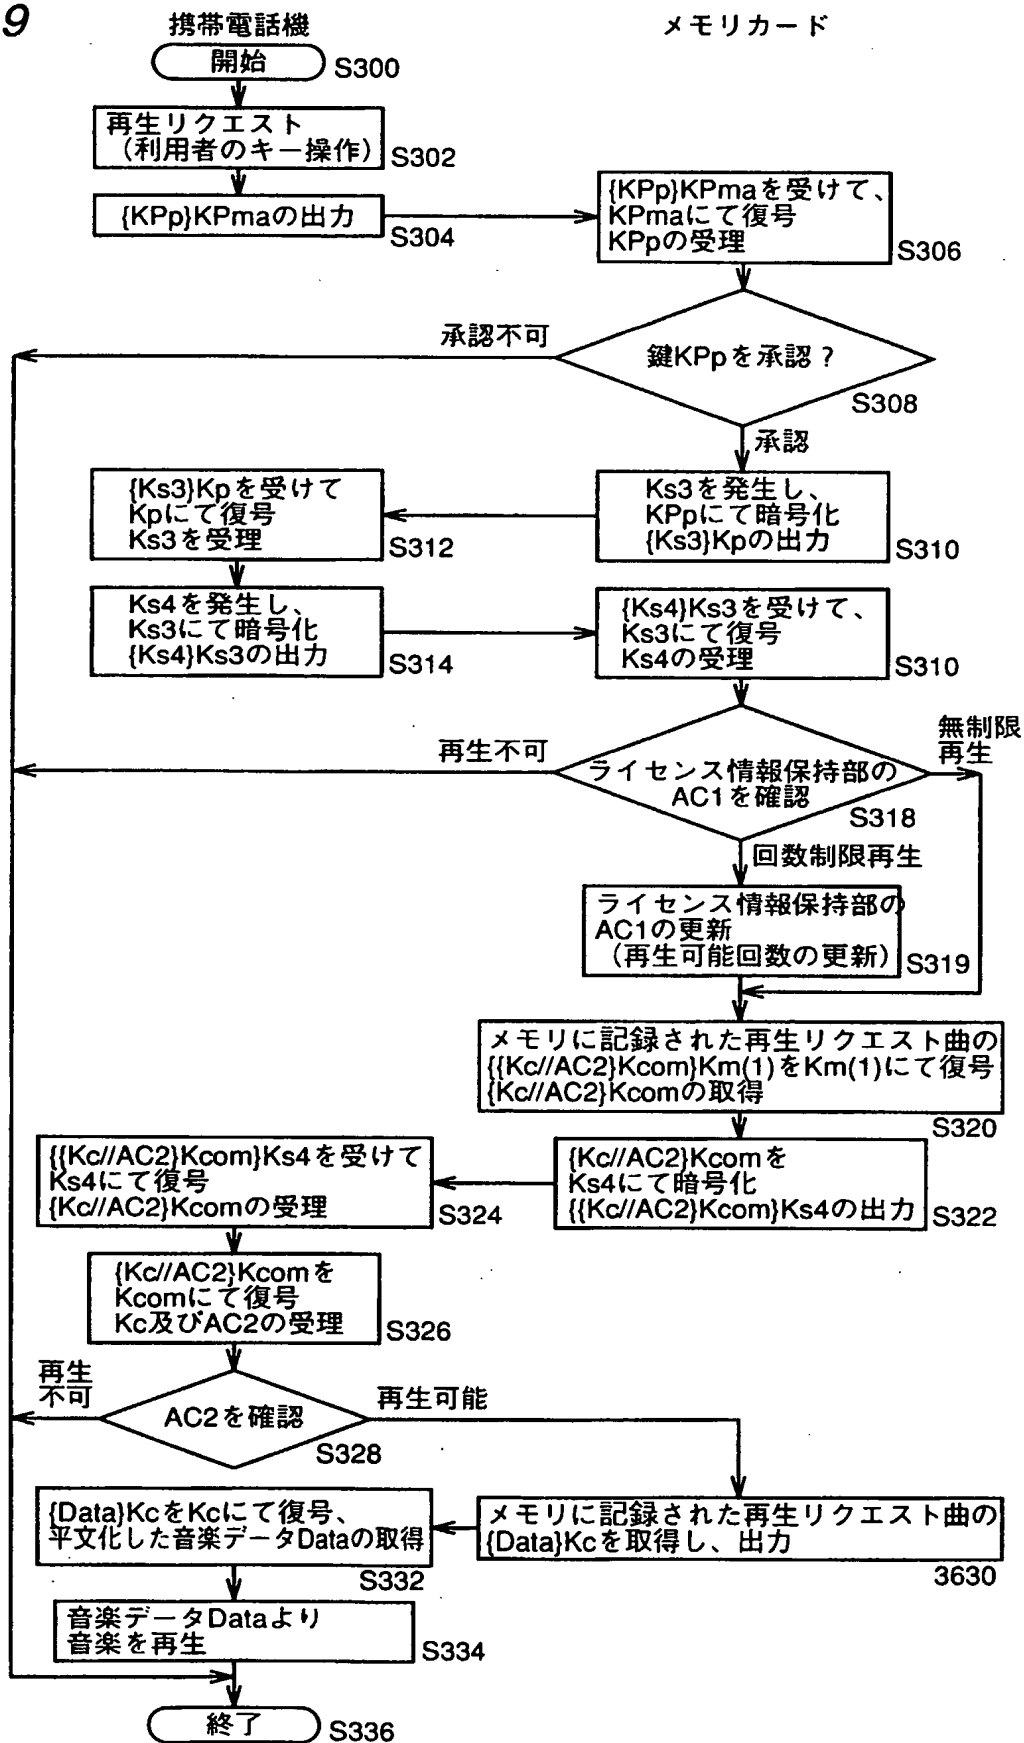 9
携帯電話機
メモリカード
開始
S300
再生リクエスト
（利用者のキー操作）
S302
{KPp}KPmaの出力
S304
{KPp}KPmaを受けて、
KPmaにて復号
KPpの受理
S306
承認不可
鍵KPpを承認？
S308
承認
{Ks3}Kpを受けて
Kpにて復号
Ks3を受理
S312
Ks3を発生し、
KPpにて暗号化
{Ks3}Kpの出力
S310
Ks4を発生し、
Ks3にて暗号化
{Ks4}Ks3の出力
S314
{Ks4}Ks3を受けて、
Ks3にて復号
Ks4の受理
S310
再生不可
ライセンス情報保持部の
AC1を確認
S318
無制限
再生
回数制限再生
ライセンス情報保持部の
AC1の更新
（再生可能回数の更新）
S319
メモリに記録された再生リクエスト曲の
{{Kc//AC2}Kcom}Km(1)をKm(1)にて復号
{Kc//AC2}Kcomの取得
S320
{{Kc//AC2}Kcom}Ks4を受けて
Ks4にて復号
{Kc//AC2}Kcomの受理
S324
{Kc//AC2}Kcomを
Ks4にて暗号化
{{Kc//AC2}Kcom}Ks4の出力
S322
{Kc//AC2}Kcomを
Kcomにて復号
Kc及びAC2の受理
S326
再生
不可
AC2を確認
S328
再生可能
{Data}KcをKcにて復号、
平文化した音楽データDataの取得
S332
メモリに記録された再生リクエスト曲の
{Data}Kcを取得し、出力
3630
音楽データDataより
音楽を再生
S334
終了
S336